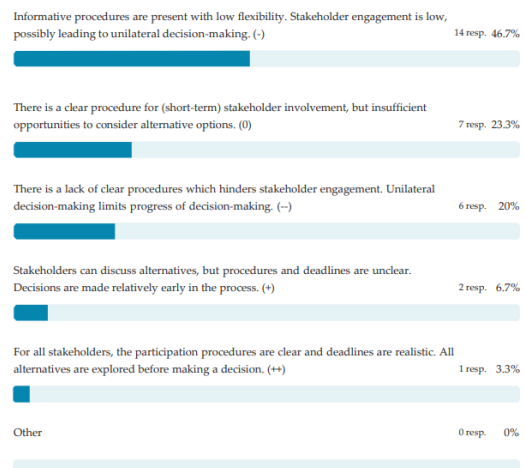 Informative procedures are present with low flexibility. Stakeholder engagement is low,
possibly leading to unilateral decision-making. (-) 14 resp. 46.7%
There is a clear procedure for (short-term) stakeholder involvement, but insufficient
opportunities to consider alternative options. (0) 7 resp. 23.3%
There is a lack of clear procedures which hinders stakeholder engagement. Unilateral
decision-making limits progress of decision-making. (--) 6 resp. 20%
Stakeholders can discuss alternatives, but procedures and deadlines are unclear.
Decisions are made relatively early in the process. (+) 2 resp. 6.7%
For all stakeholders, the participation procedures are clear and deadlines are realistic. All
alternatives are explored before making a decision. (++) 1 resp. 3.3%
Other 0 resp. 0%